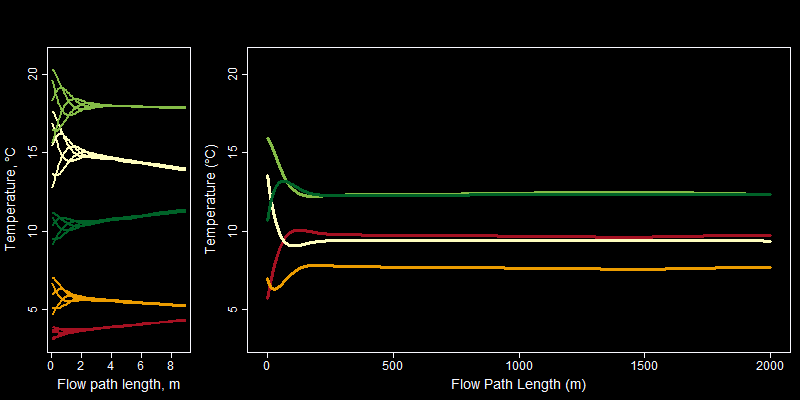 Temperature, °C
20
15
10
5
0 2 4 6 8
Flow path length, m
Temperature (°C)
20
15
10
5
0 500 1000 1500 2000
Flow Path Length (m)